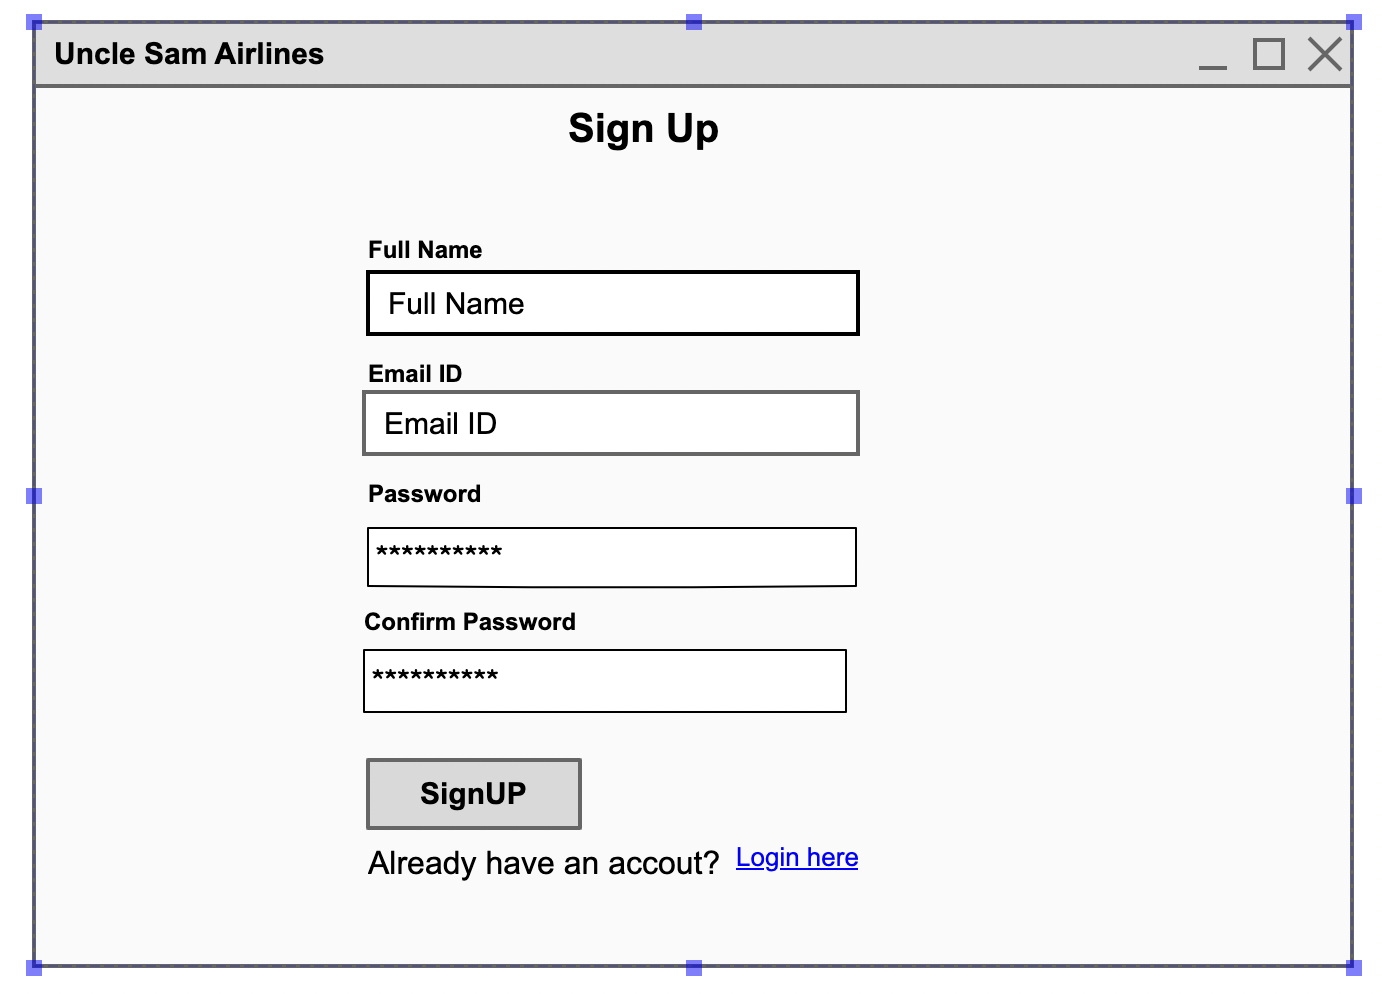 Uncle Sam Airlines
Sign Up
Full Name
Full Name
Email ID
Email ID
Password
**********
Confirm Password
**********
SignUP
Already have an accout? Login here